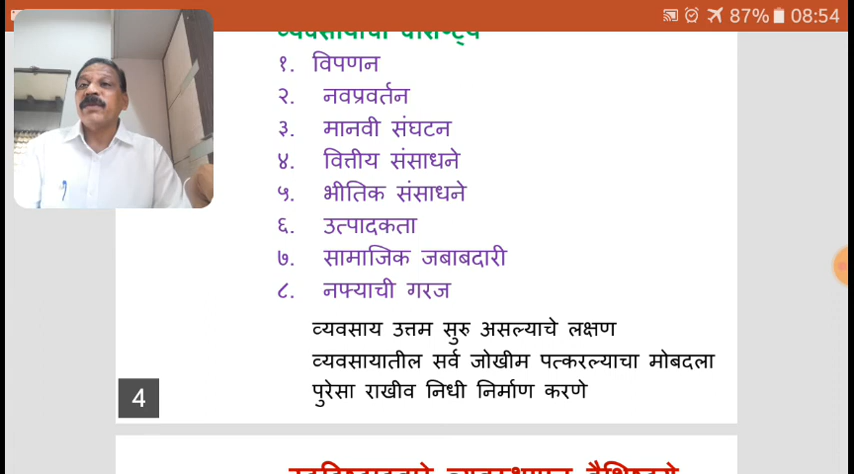 87% 08:54
१. विपणन
२. नवप्रवर्तन
३. मानवी संघटन
४. वित्तीय संसाधने
५. भीतिक संसाधने
६. उत्पादकता
७. सामाजिक जबाबदारी
८. नफ्याची गरज
व्यवसाय उत्तम सुरु असल्याचे लक्षण
व्यवसायातील सर्व जोखीम पत्करल्याचा मोबदला
पुरेसा राखीव निधी निर्माण करणे
4